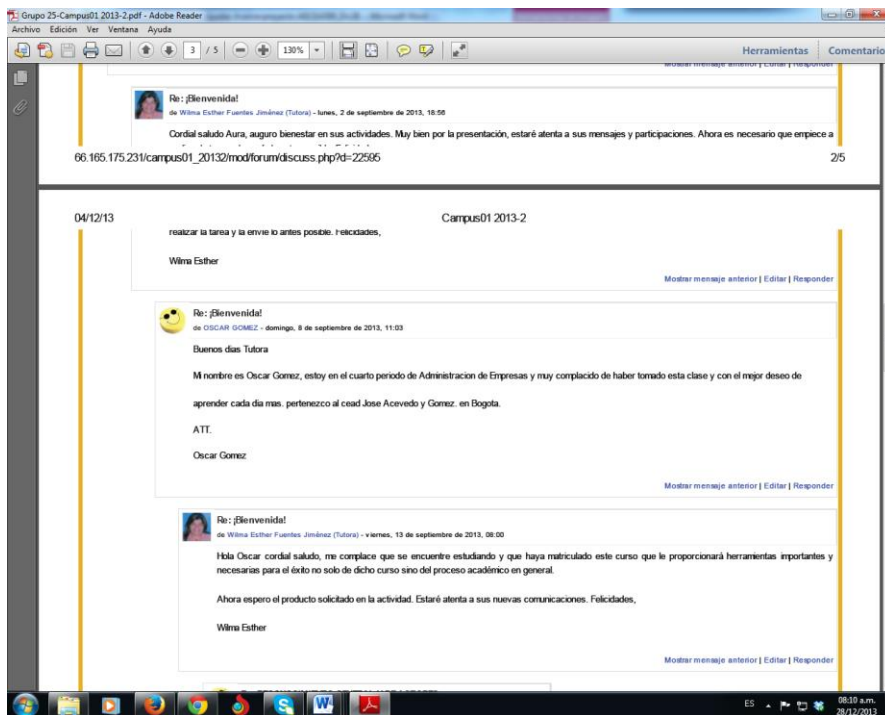 Grupo 25-Campus01 2013-2.pdf - Adobe Reader
Archivo Edición Ver Ventana Ayuda
3 / 5 130% Herramientas Comentario
Mostrar mensaje anterior | Editar | Responder
Re: ¡Bienvenida!
de Wilma Esther Fuentes Jiménez (Tutora) - lunes, 2 de septiembre de 2013, 18:56
Cordial saludo Aura, auguro bienestar en sus actividades. Muy bien por la presentación, estaré atenta a sus mensajes y participaciones. Ahora es necesario que empiece a
66.165.175.231/campus01_20132/mod/forum/discuss.php?d=22595 2/5
04/12/13 Campus01 2013-2
realizar la tarea y la envíe lo antes posible. Felicidades,
Wilma Esther
Mostrar mensaje anterior | Editar | Responder
Re: ¡Bienvenida!
de OSCAR GOMEZ - domingo, 8 de septiembre de 2013, 11:03
Buenos dias Tutora
Mi nombre es Oscar Gomez, estoy en el cuarto periodo de Administracion de Empresas y muy complacido de haber tomado esta clase y con el mejor deseo de
aprender cada dia mas. pertenezco al cead Jose Acevedo y Gomez. en Bogota.
ATT.
Oscar Gomez
Mostrar mensaje anterior | Editar | Responder
Re: ¡Bienvenida!
de Wilma Esther Fuentes Jiménez (Tutora) - viernes, 13 de septiembre de 2013, 08:00
Hola Oscar cordial saludo, me complace que se encuentre estudiando y que haya matriculado este curso que le proporcionará herramientas importantes y
necesarias para el éxito no solo de dicho curso sino del proceso académico en general.
Ahora espero el producto solicitado en la actividad. Estaré atenta a sus nuevas comunicaciones. Felicidades,
Wilma Esther
Mostrar mensaje anterior | Editar | Responder
ES 08:10 a.m.
28/12/2013